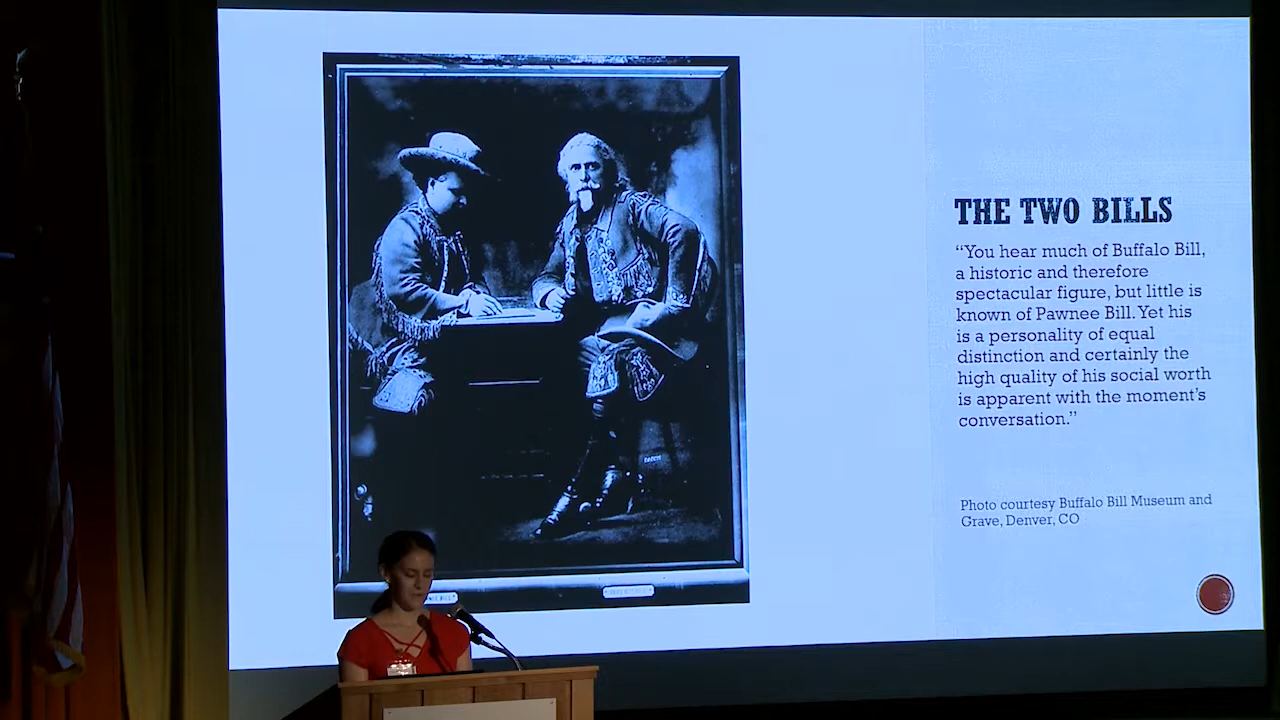 THE TWO BILLS
“You hear much of Buffalo Bill,
a historic and therefore
spectacular figure, but little is
known of Pawnee Bill. Yet his
is a personality of equal
distinction and certainly the
high quality of his social worth
is apparent with the moment’s
conversation.”
Photo courtesy Buffalo Bill Museum and
Grave, Denver, CO